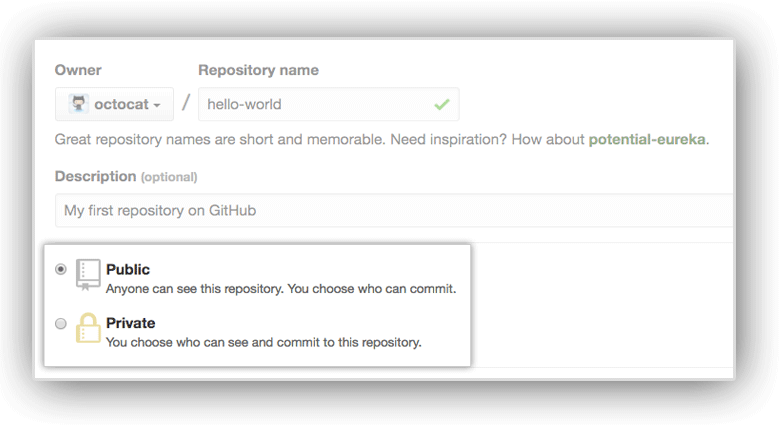 Owner Repository name
octocat / hello-world
Great repository names are short and memorable. Need inspiration? How about potential-eureka.
Description (optional)
My first repository on GitHub
Public
Anyone can see this repository. You choose who can commit.
Private
You choose who can see and commit to this repository.